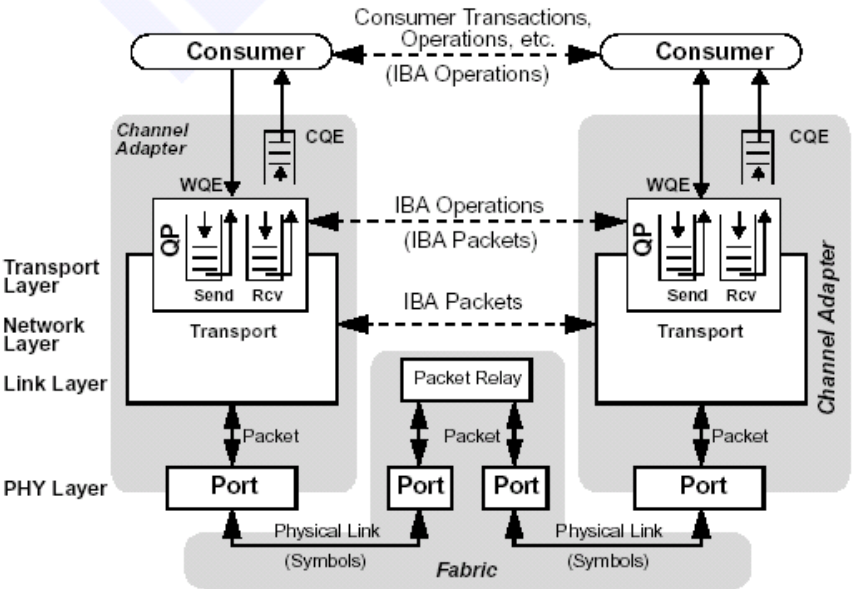 Consumer Transactions,
Operations, etc.
(IBA Operations)
Consumer
Consumer
Channel
Adapter
CQE
WQE
QP
Send
Rcv
Transport
IBA Operations
(IBA Packets)
IBA Packets
CQE
WQE
QP
Send
Rcv
Transport
Channel Adapter
Transport
Layer
Network
Layer
Link Layer
PHY Layer
Packet Relay
Packet
Packet
Packet
Port
Port
Port
Port
Physical Link
(Symbols)
Physical Link
(Symbols)
Fabric